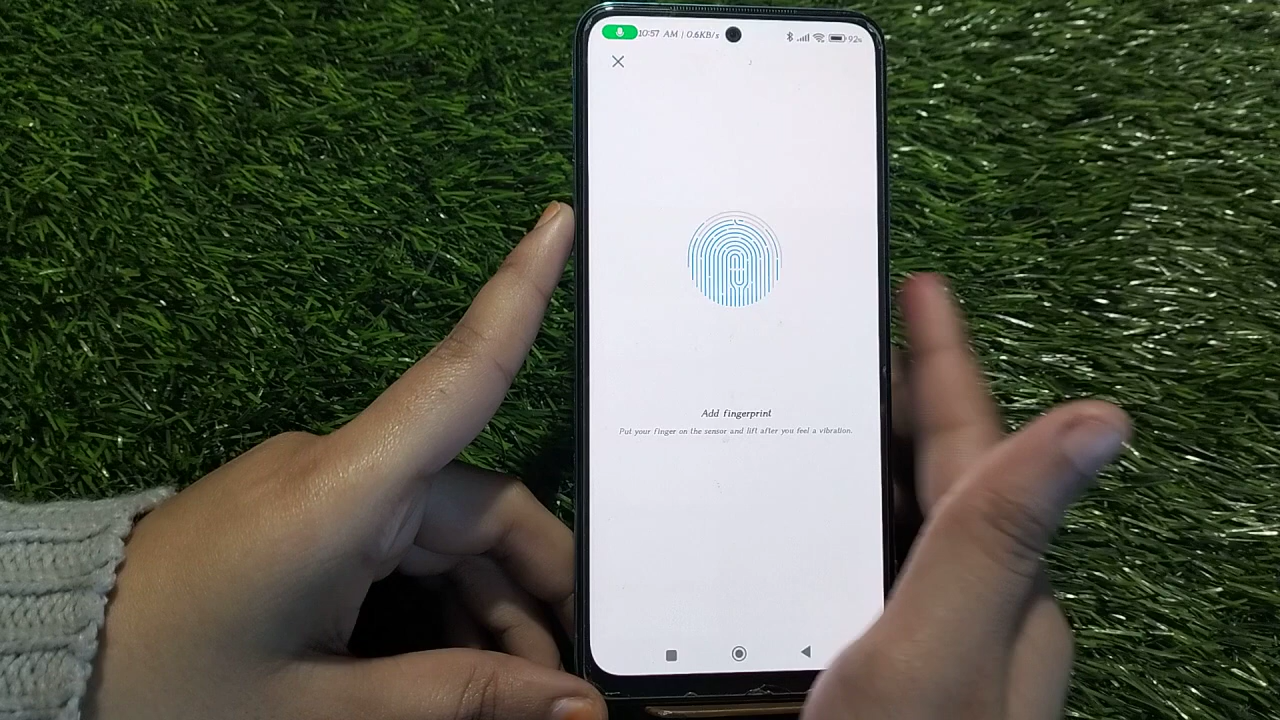 10:57 AM | 0.6KB/s 92%
Add fingerprint
Put your finger on the sensor and lift after you feel a vibration.